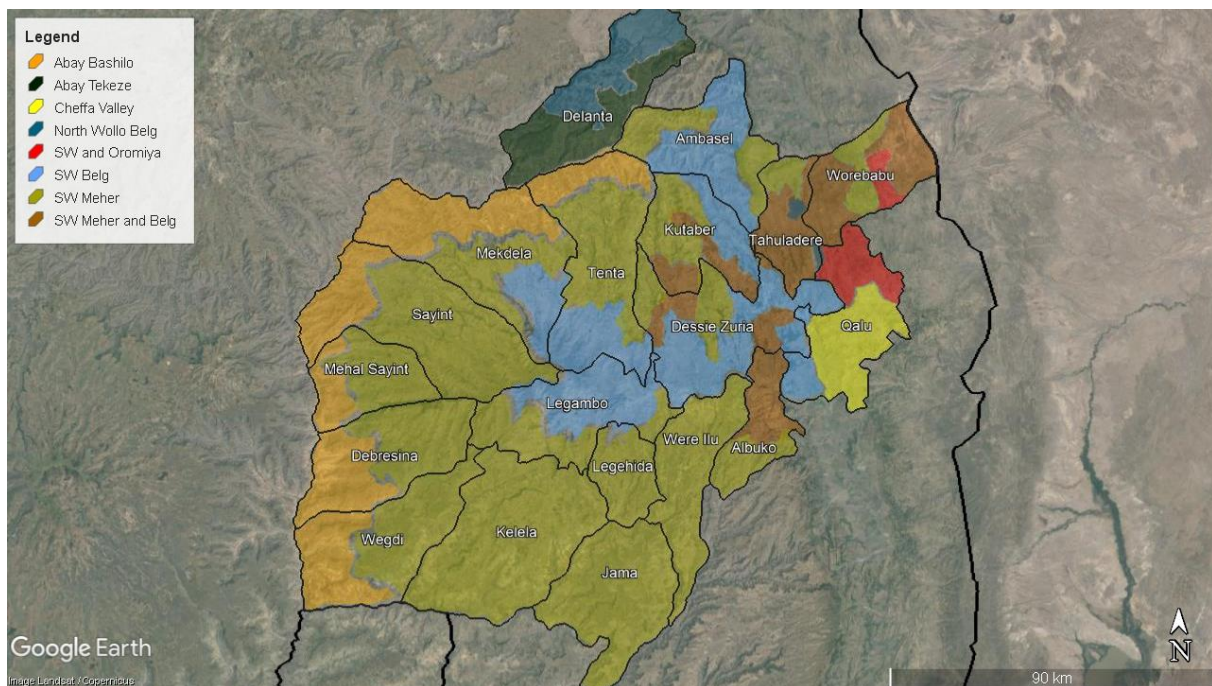 Legend
Abay Bashilo
Abay Tekeze
Cheffa Valley
North Wollo Belg
SW and Oromiya
SW Belg
SW Meher
SW Meher and Belg
Delanta
Ambasel
Worebabu
Kutaber
Tahuladere
Mekdela
Tenta
Sayint
Dessie Zuria
Qalu
Mehal Sayint
Legambo
Were Ilu
Albuko
Debresina
Legehida
Wegdi
Kelela
Jama
Google Earth
Image Landsat / Copernicus
N
90 km